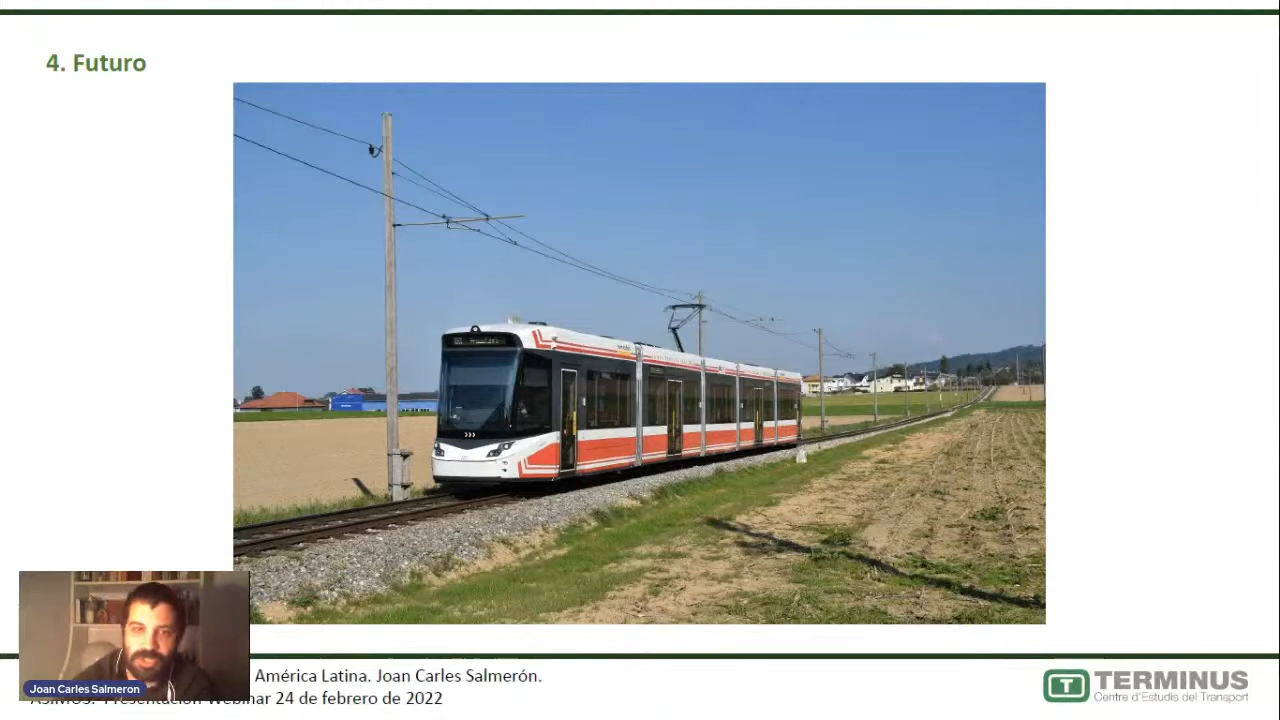 4. Futuro
Joan Carles Salmeron
América Latina. Joan Carles Salmerón.
Presentación Webinar 24 de febrero de 2022
T TERMINUS
Centre d'Estudis del Transport